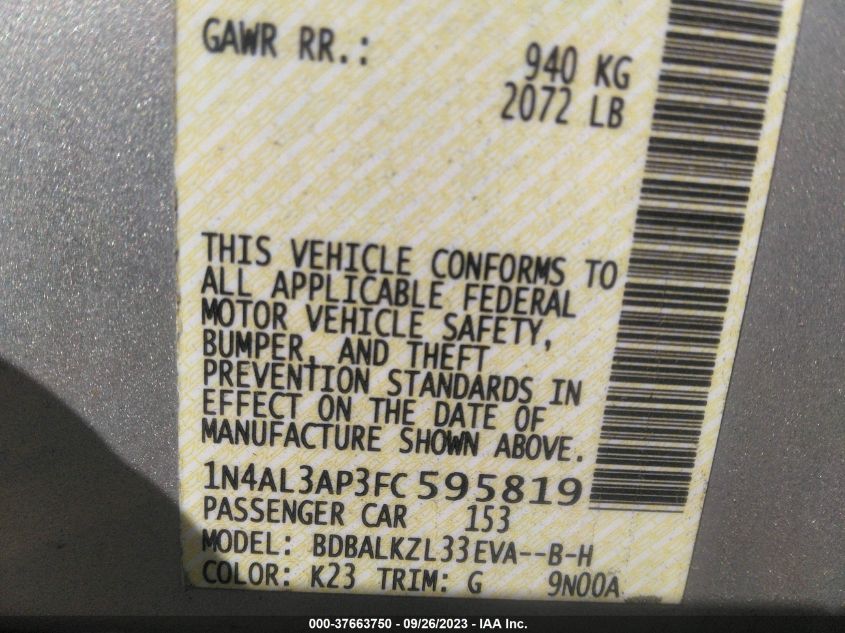 GAWR RR.: 940 KG
2072 LB
THIS VEHICLE CONFORMS TO
ALL APPLICABLE FEDERAL
MOTOR VEHICLE SAFETY,
BUMPER, AND THEFT
PREVENTION STANDARDS IN
EFFECT ON THE DATE OF
MANUFACTURE SHOWN ABOVE.
1N4AL3AP3FC595819
PASSENGER CAR 153
MODEL: BDBALKZL33EVA--B-H
COLOR: K23 TRIM: G 9N00A
000-37663750 - 09/26/2023 - IAA Inc.